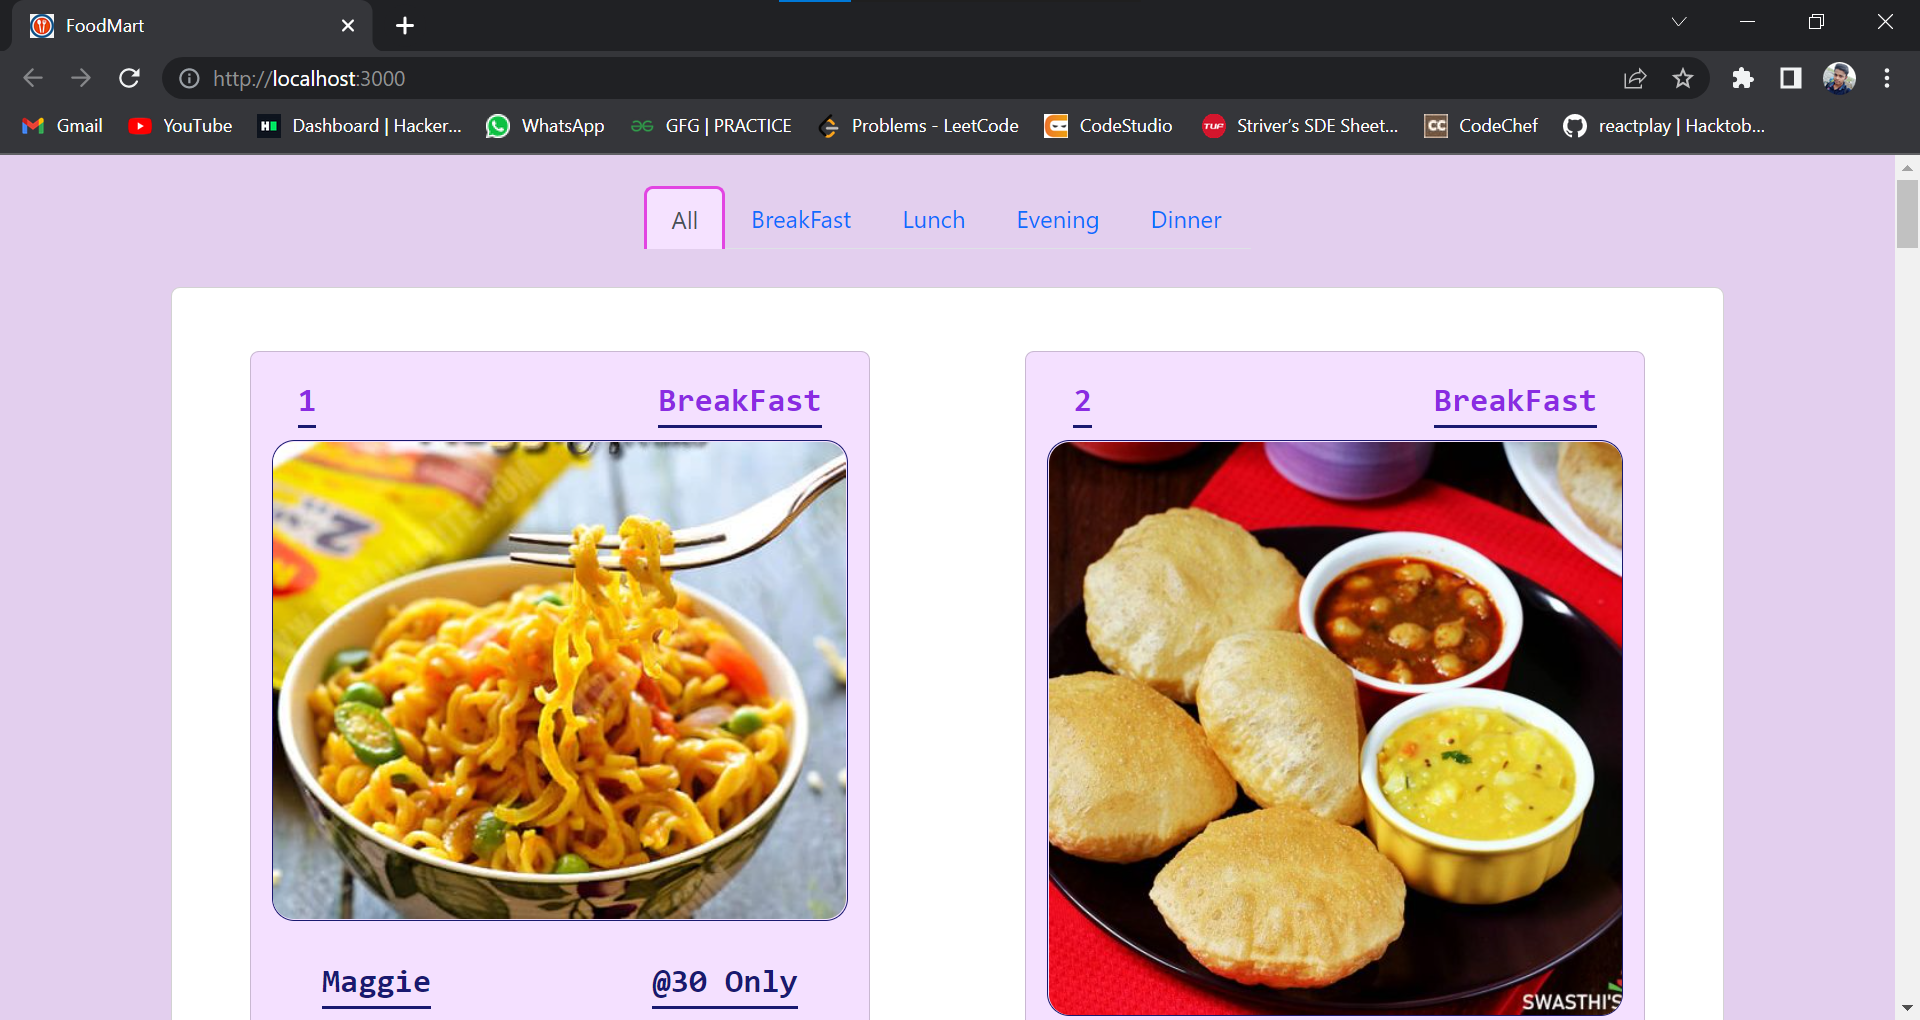 FoodMart
http://localhost:3000
Gmail YouTube Dashboard | Hacker... WhatsApp GFG | PRACTICE Problems - LeetCode CodeStudio Striver's SDE Sheet... CodeChef reactplay | Hacktob...
All BreakFast Lunch Evening Dinner
1 BreakFast
2 BreakFast
SWASTHI'S
Maggie @30 Only